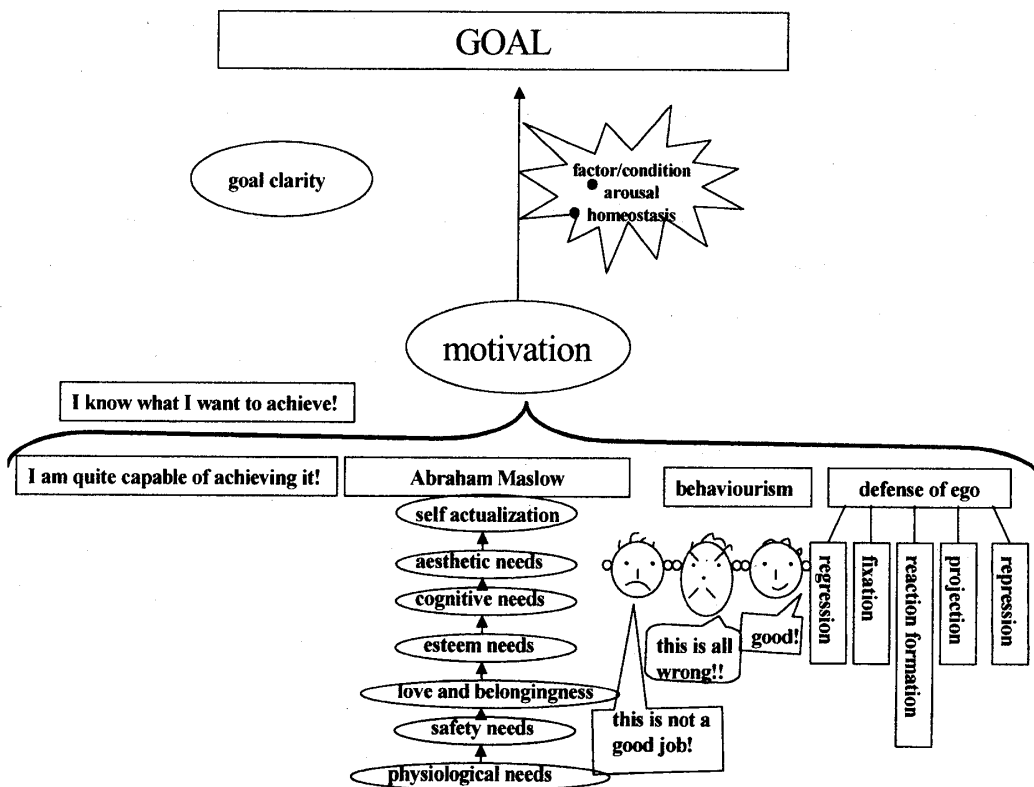 GOAL
goal clarity
factor/condition
arousal
homeostasis
motivation
I know what I want to achieve!
I am quite capable of achieving it!
Abraham Maslow
behaviourism
defense of ego
self actualization
aesthetic needs
cognitive needs
esteem needs
love and belongingness
safety needs
physiological needs
this is not a
good job!
this is all
wrong!!
good!
regression
fixation
reaction formation
projection
repression